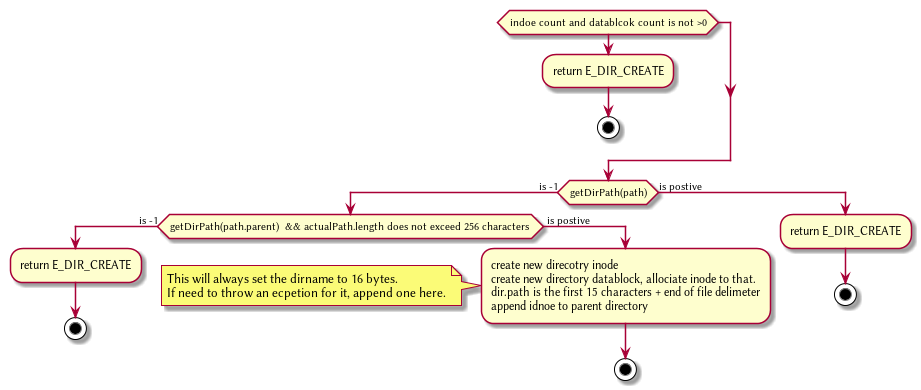 indoe count and datablcok count is not >0
return E_DIR_CREATE
getDirPath(path)
is -1
is postive
getDirPath(path.parent) && actualPath.length does not exceed 256 characters
is -1
is postive
return E_DIR_CREATE
return E_DIR_CREATE
This will always set the dirname to 16 bytes.
If need to throw an ecpetion for it, append one here.
create new direcotry inode
create new directory datablock, allociate inode to that.
dir.path is the first 15 characters + end of file delimeter
append idnoe to parent directory